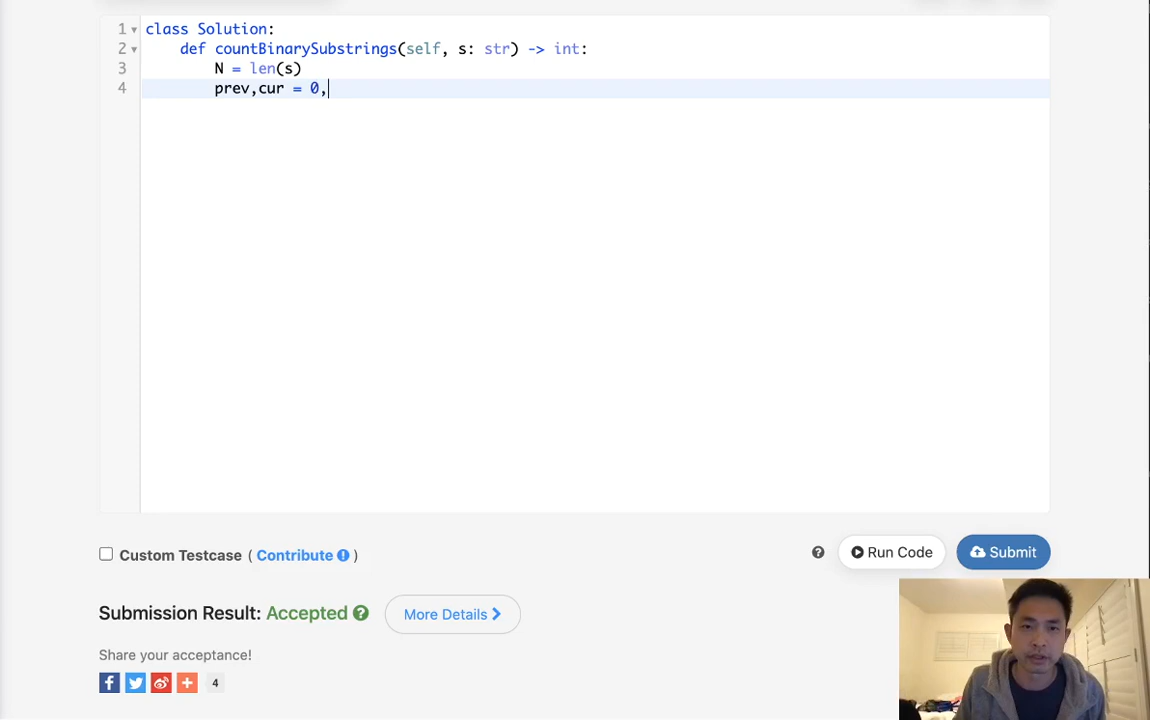 1 class Solution:
2 def countBinarySubstrings(self, s: str) -> int:
3 N = len(s)
4 prev,cur = 0,
Custom Testcase ( Contribute )
? Run Code Submit
Submission Result: Accepted ? More Details
Share your acceptance!
4